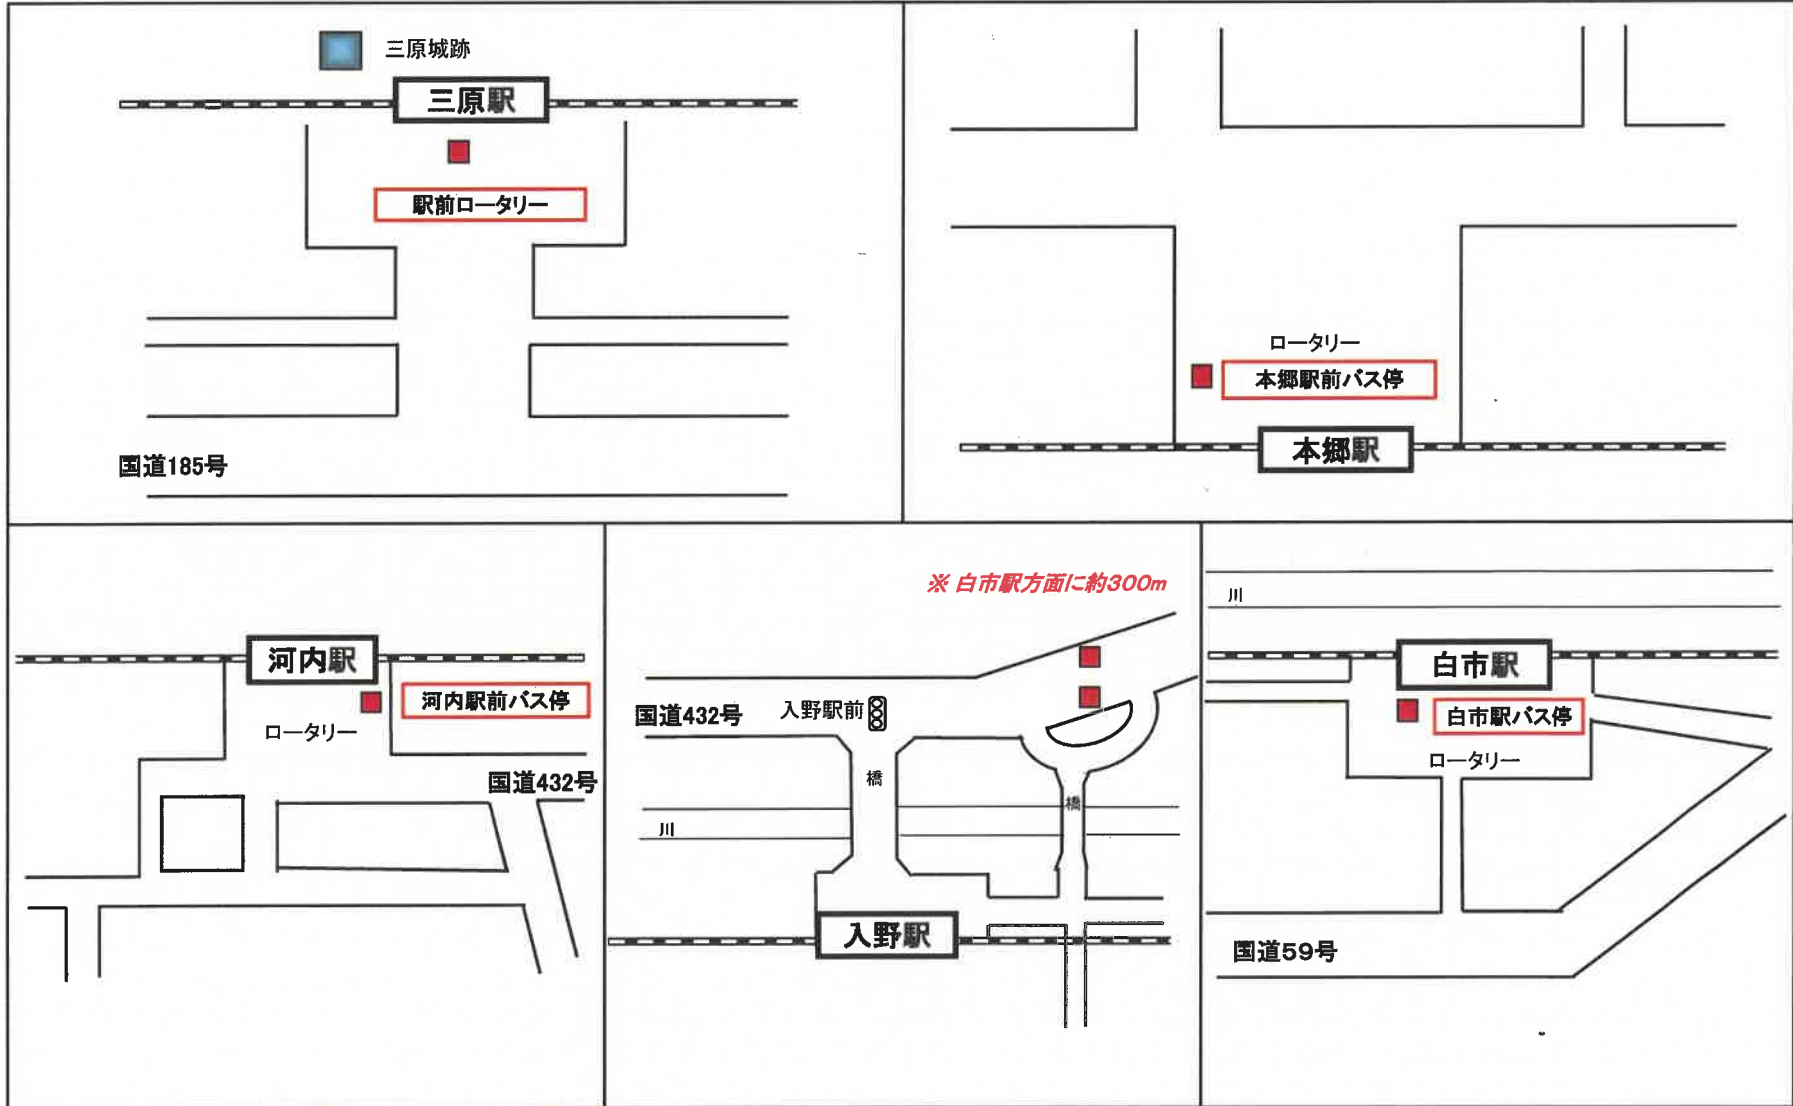 三原城跡
三原駅
駅前ロータリー
国道185号
ロータリー
本郷駅前バス停
本郷駅
河内駅
河内駅前バス停
ロータリー
国道432号
※ 白市駅方面に約300m
国道432号
入野駅前
橋
橋
川
入野駅
川
白市駅
白市駅バス停
ロータリー
国道59号